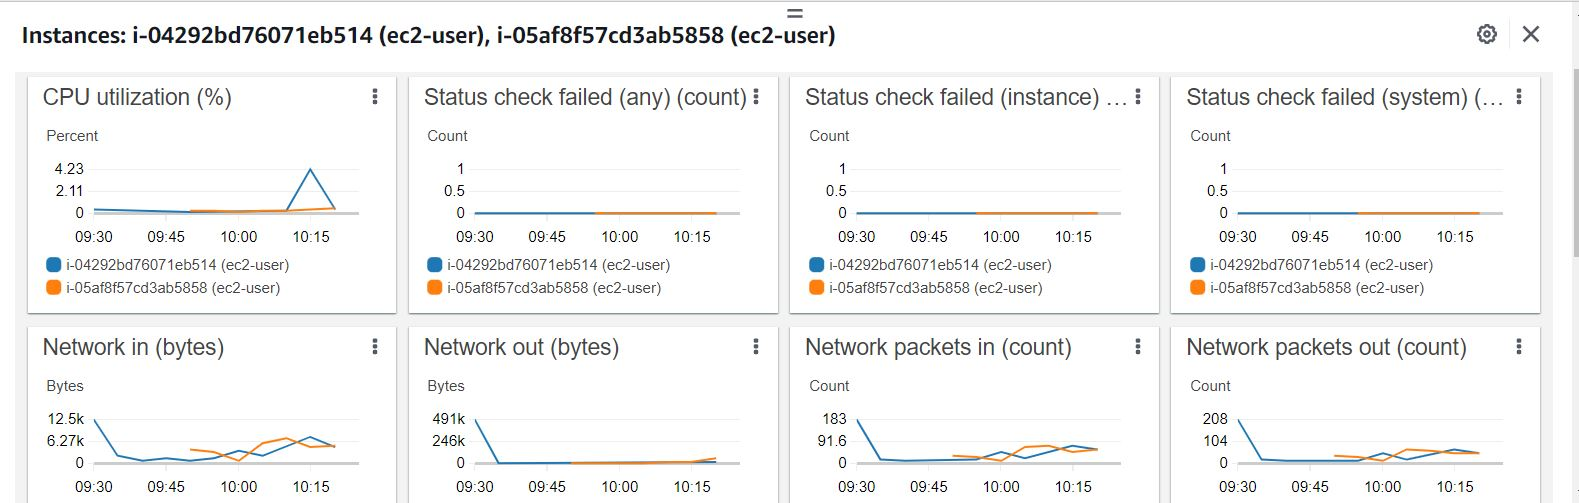 Instances: i-04292bd76071eb514 (ec2-user), i-05af8f57cd3ab5858 (ec2-user)
CPU utilization (%)
Percent
4.23
2.11
0
09:30 09:45 10:00 10:15
i-04292bd76071eb514 (ec2-user)
i-05af8f57cd3ab5858 (ec2-user)
Status check failed (any) (count)
Count
1
0.5
0
09:30 09:45 10:00 10:15
i-04292bd76071eb514 (ec2-user)
i-05af8f57cd3ab5858 (ec2-user)
Status check failed (instance) ...
Count
1
0.5
0
09:30 09:45 10:00 10:15
i-04292bd76071eb514 (ec2-user)
i-05af8f57cd3ab5858 (ec2-user)
Status check failed (system) (...
Count
1
0.5
0
09:30 09:45 10:00 10:15
i-04292bd76071eb514 (ec2-user)
i-05af8f57cd3ab5858 (ec2-user)
Network in (bytes)
Bytes
12.5k
6.27k
0
09:30 09:45 10:00 10:15
Network out (bytes)
Bytes
491k
246k
0
09:30 09:45 10:00 10:15
Network packets in (count)
Count
183
91.6
0
09:30 09:45 10:00 10:15
Network packets out (count)
Count
208
104
0
09:30 09:45 10:00 10:15